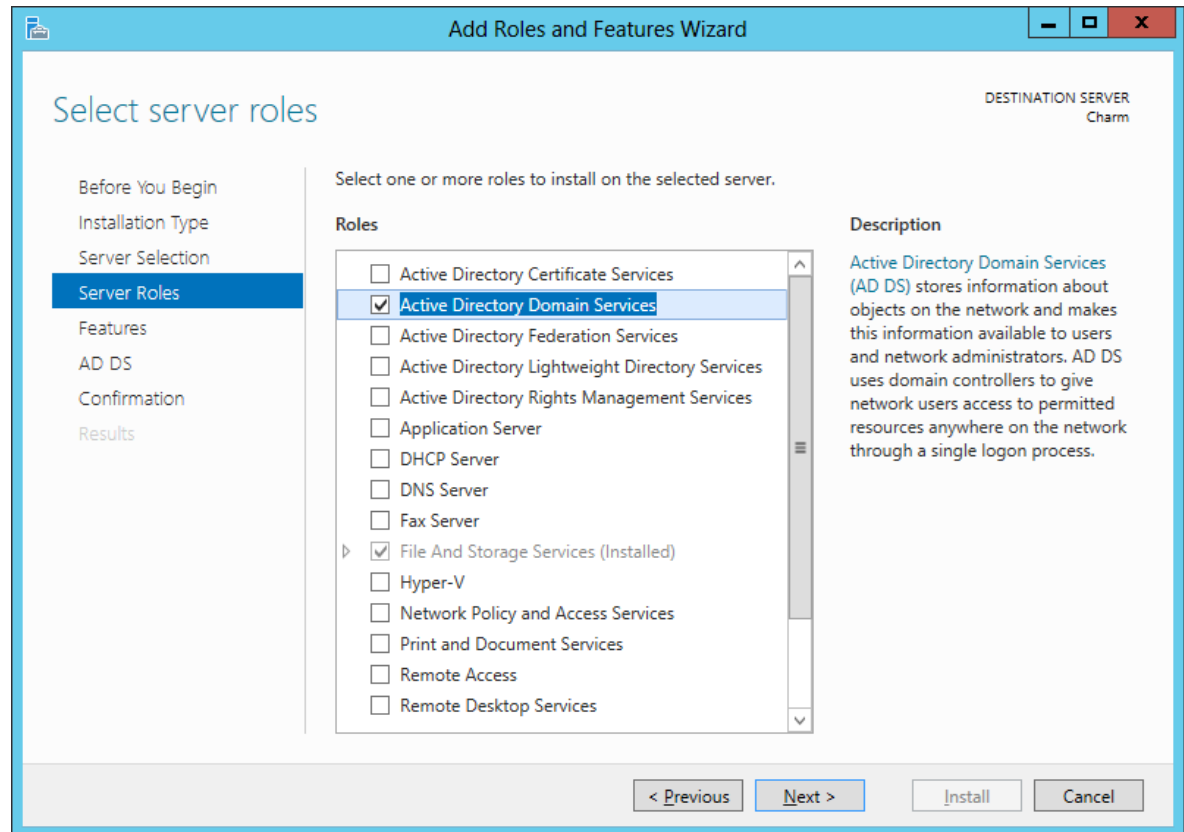 Add Roles and Features Wizard
x
Select server roles
DESTINATION SERVER
Charm
Before You Begin
Installation Type
Server Selection
Server Roles
Features
AD DS
Confirmation
Results
Select one or more roles to install on the selected server.
Roles
Active Directory Certificate Services
Active Directory Domain Services
Active Directory Federation Services
Active Directory Lightweight Directory Services
Active Directory Rights Management Services
Application Server
DHCP Server
DNS Server
Fax Server
File And Storage Services (Installed)
Hyper-V
Network Policy and Access Services
Print and Document Services
Remote Access
Remote Desktop Services
Description
Active Directory Domain Services
(AD DS) stores information about
objects on the network and makes
this information available to users
and network administrators. AD DS
uses domain controllers to give
network users access to permitted
resources anywhere on the network
through a single logon process.
< Previous
Next >
Install
Cancel